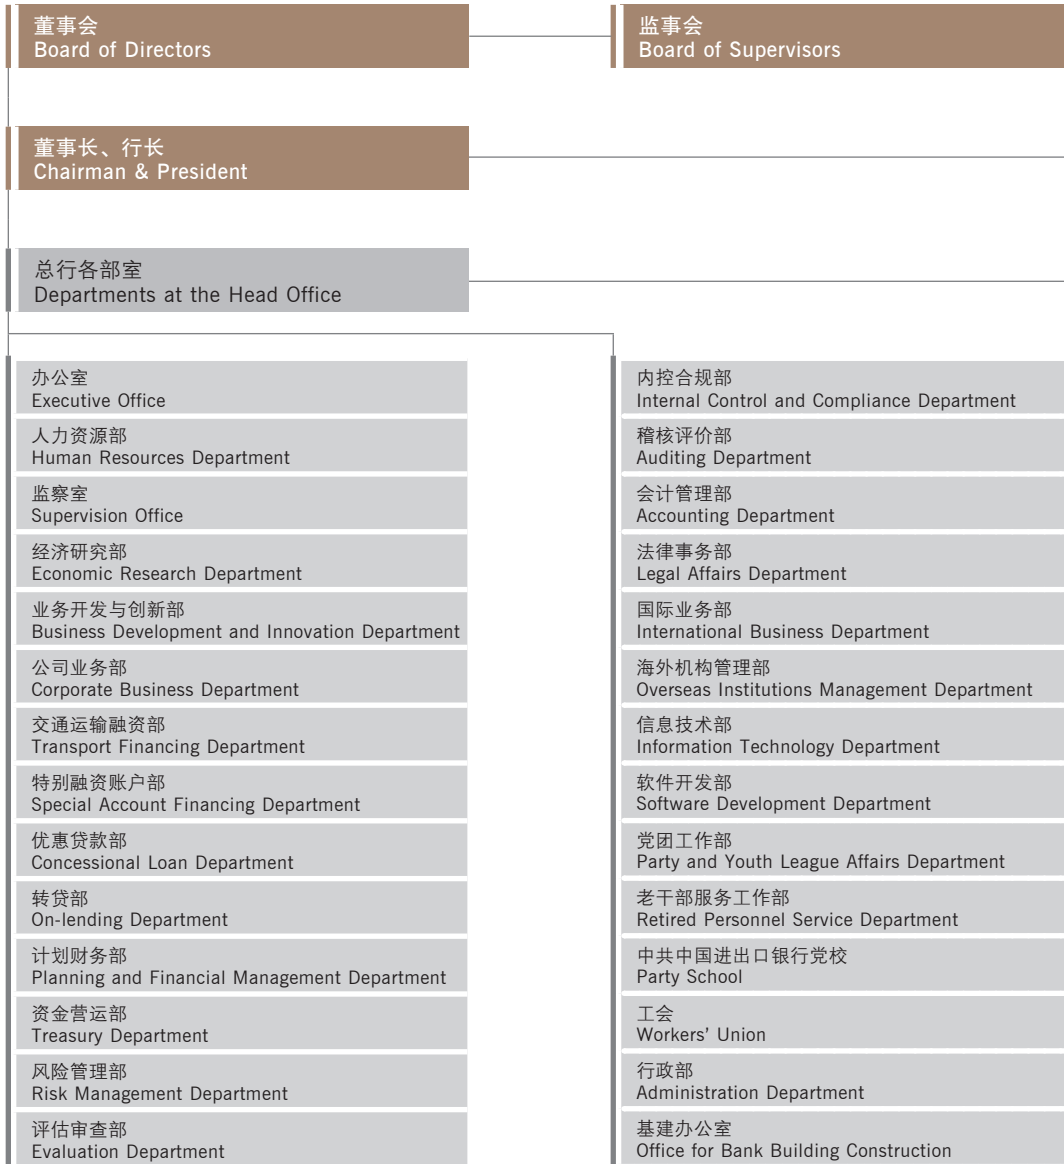 董事会
Board of Directors
监事会
Board of Supervisors
董事长、行长
Chairman & President
总行各部室
Departments at the Head Office
办公室
Executive Office
人力资源部
Human Resources Department
监察室
Supervision Office
经济研究部
Economic Research Department
业务开发与创新部
Business Development and Innovation Department
公司业务部
Corporate Business Department
交通运输融资部
Transport Financing Department
特别融资账户部
Special Account Financing Department
优惠贷款部
Concessional Loan Department
转贷部
On-lending Department
计划财务部
Planning and Financial Management Department
资金营运部
Treasury Department
风险管理部
Risk Management Department
评估审查部
Evaluation Department
内控合规部
Internal Control and Compliance Department
稽核评价部
Auditing Department
会计管理部
Accounting Department
法律事务部
Legal Affairs Department
国际业务部
International Business Department
海外机构管理部
Overseas Institutions Management Department
信息技术部
Information Technology Department
软件开发部
Software Development Department
党团工作部
Party and Youth League Affairs Department
老干部服务工作部
Retired Personnel Service Department
中共中国进出口银行党校
Party School
工会
Workers’ Union
行政部
Administration Department
基建办公室
Office for Bank Building Construction